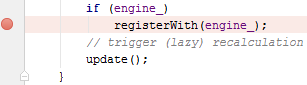 if (engine_)
registerWith(engine_);
// trigger (lazy) recalculation
update();
}